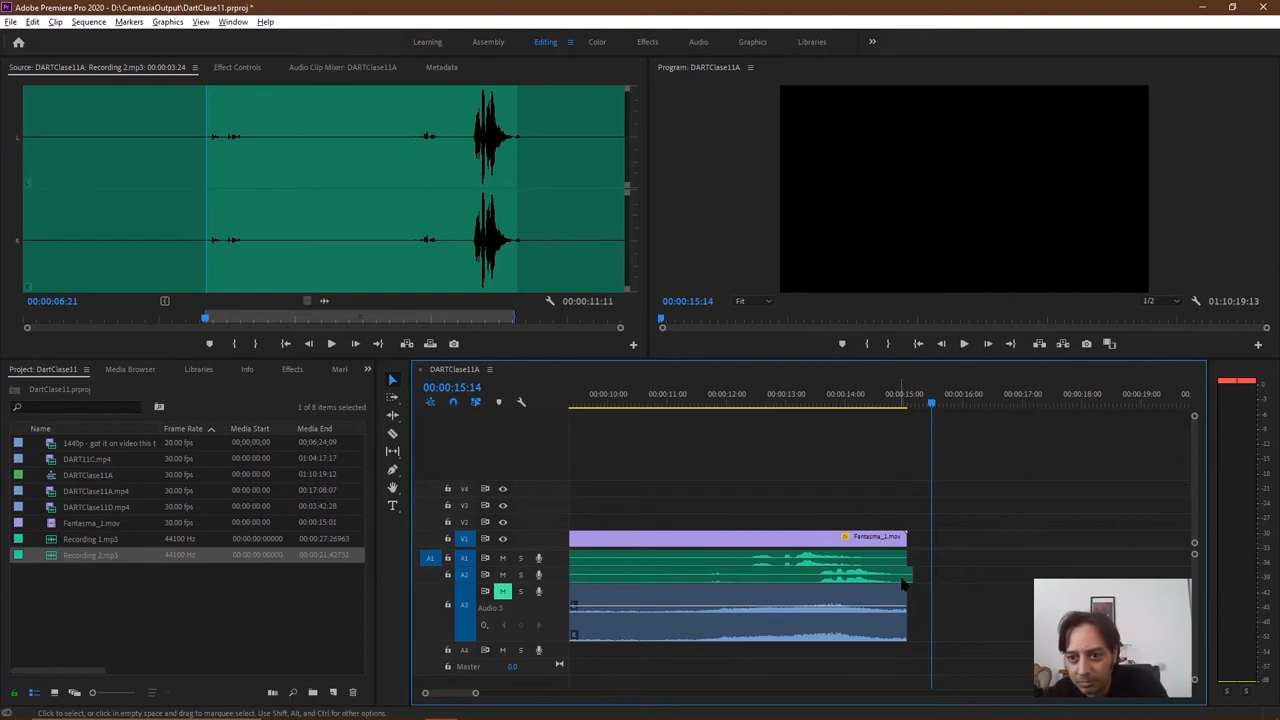 Adobe Premiere Pro 2020 - D:\CamtasiaOutput\DartClase11.prproj *
File Edit Clip Sequence Markers Graphics View Window Help
Learning Assembly Editing Color Effects Audio Graphics Libraries
Source: DARTClase11A: Recording 2.mp3: 00:00:03:24 Effect Controls Audio Clip Mixer: DARTClase11A Metadata
Program: DARTClase11A
L
R
00:00:06:21 00:00:11:11
00:00:15:14 Fit 1/2 01:10:19:13
Project: DartClase11 Media Browser Libraries Info Effects Mari
DartClase11.prproj
1 of 8 items selected
Name Frame Rate Media Start Media End
1440p - got it on video this t 20.00 fps 00;00;00;00 00;06;24;09
DART11C.mp4 30.00 fps 00:00:00:00 01:04:17:17
DARTClase11A 30.00 fps 00:00:00:00 01:10:19:12
DARTClase11A.mp4 30.00 fps 00:00:00:00 00:17:08:07
DARTClase11D.mp4 30.00 fps 00:00:00:00 00:03:42:28
Fantasma_1.mov 30.00 fps 00:00:00:00 00:00:15:01
Recording 1.mp3 44100 Hz 00:00:00:00000 00:00:27:26963
Recording 2.mp3 44100 Hz 00:00:00:00000 00:00:21:42731
DARTClase11A
00:00:15:14
00:00:10:00 00:00:11:00 00:00:12:00 00:00:13:00 00:00:14:00 00:00:15:00 00:00:16:00 00:00:17:00 00:00:18:00 00:00:19:00
V4
V3
V2
V1 fx Fantasma_1.mov
A1 A1 M S
A2 M S
M S
A3 Audio 3
L
R
A4 M S
Master 0.0
0
-6
-12
-18
-24
-30
-36
-42
-48
-54
dB
S S
Click to select, or click in empty space and drag to marquee select. Use Shift, Alt, and Ctrl for other options.